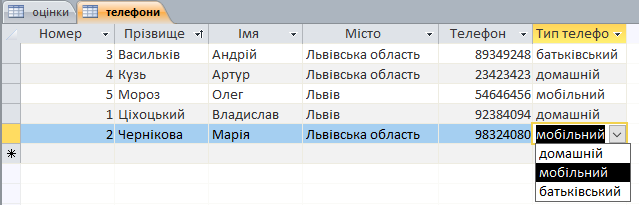 оцінки телефони
Номер Прізвище Імя Місто Телефон Тип телефо
3 Васильків Андрій Львівська область 89349248 батьківський
4 Кузь Артур Львівська область 23423423 домашній
5 Мороз Олег Львів 54646456 мобільний
1 Ціхоцький Владислав Львів 92384094 домашній
2 Чернікова Марія Львівська область 98324080 мобільний
домашній
мобільний
батьківський